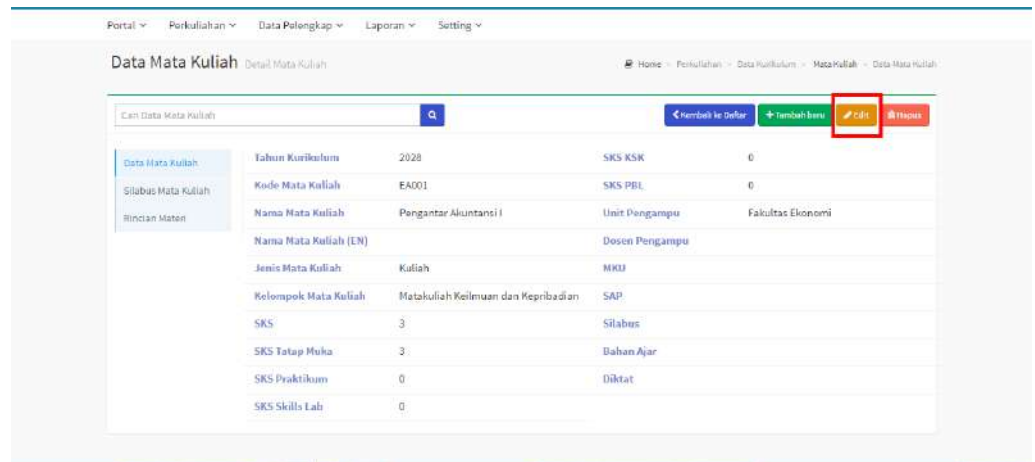 Portal Perkuliahan Data Pelengkap Laporan Setting
Data Mata Kuliah Detail Mata Kuliah
Home Perkuliahan Data Kurikulum Mata Kuliah Data Mata Kuliah
Cari Data Mata Kuliah
Kembali ke Daftar Tambah baru Edit Hapus
Data Mata Kuliah
Silabus Mata Kuliah
Rincian Materi
Tahun Kurikulum 2028
Kode Mata Kuliah EA001
Nama Mata Kuliah Pengantar Akuntansi I
Nama Mata Kuliah (EN)
Jenis Mata Kuliah Kuliah
Kelompok Mata Kuliah Matakuliah Keilmuan dan Kepribadian
SKS 3
SKS Tatap Muka 3
SKS Praktikum 0
SKS Skills Lab 0
SKS KSK 0
SKS PBL 0
Unit Pengampu Fakultas Ekonomi
Dosen Pengampu
MKU
SAP
Silabus
Bahan Ajar
Diktat